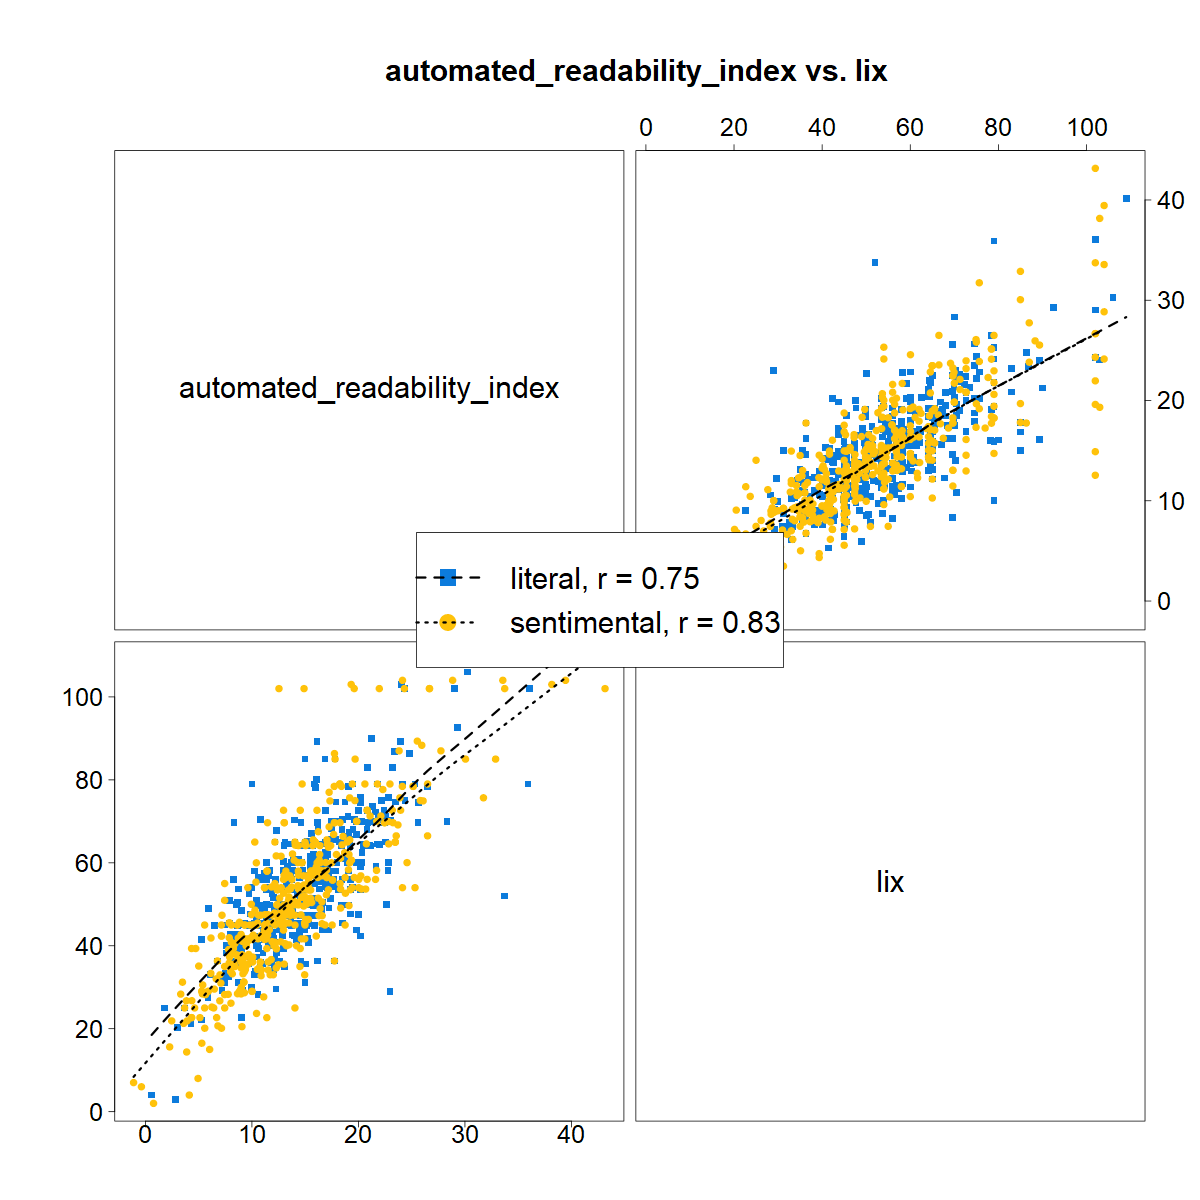 automated_readability_index vs. lix
0 20 40 60 80 100
automated_readability_index
40
30
20
10
0
literal, r = 0.75
sentimental, r = 0.83
100
80
60
40
20
0
lix
0 10 20 30 40